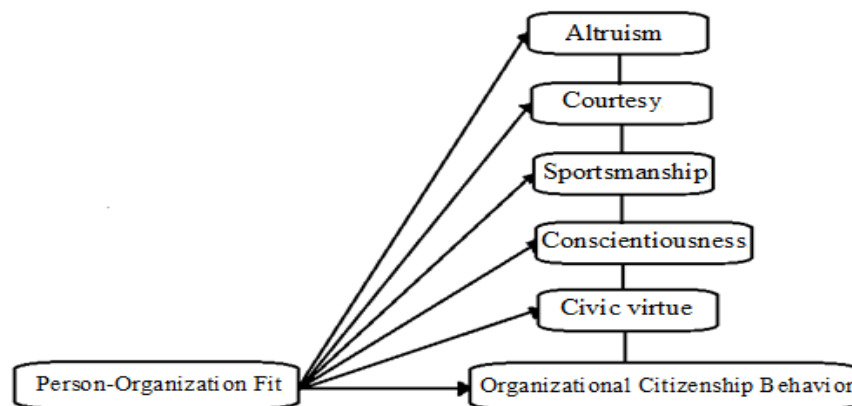 Altruism
Courtesy
Sportsmanship
Conscientiousness
Civic virtue
Person-Organization Fit
Organizational Citizenship Behavior